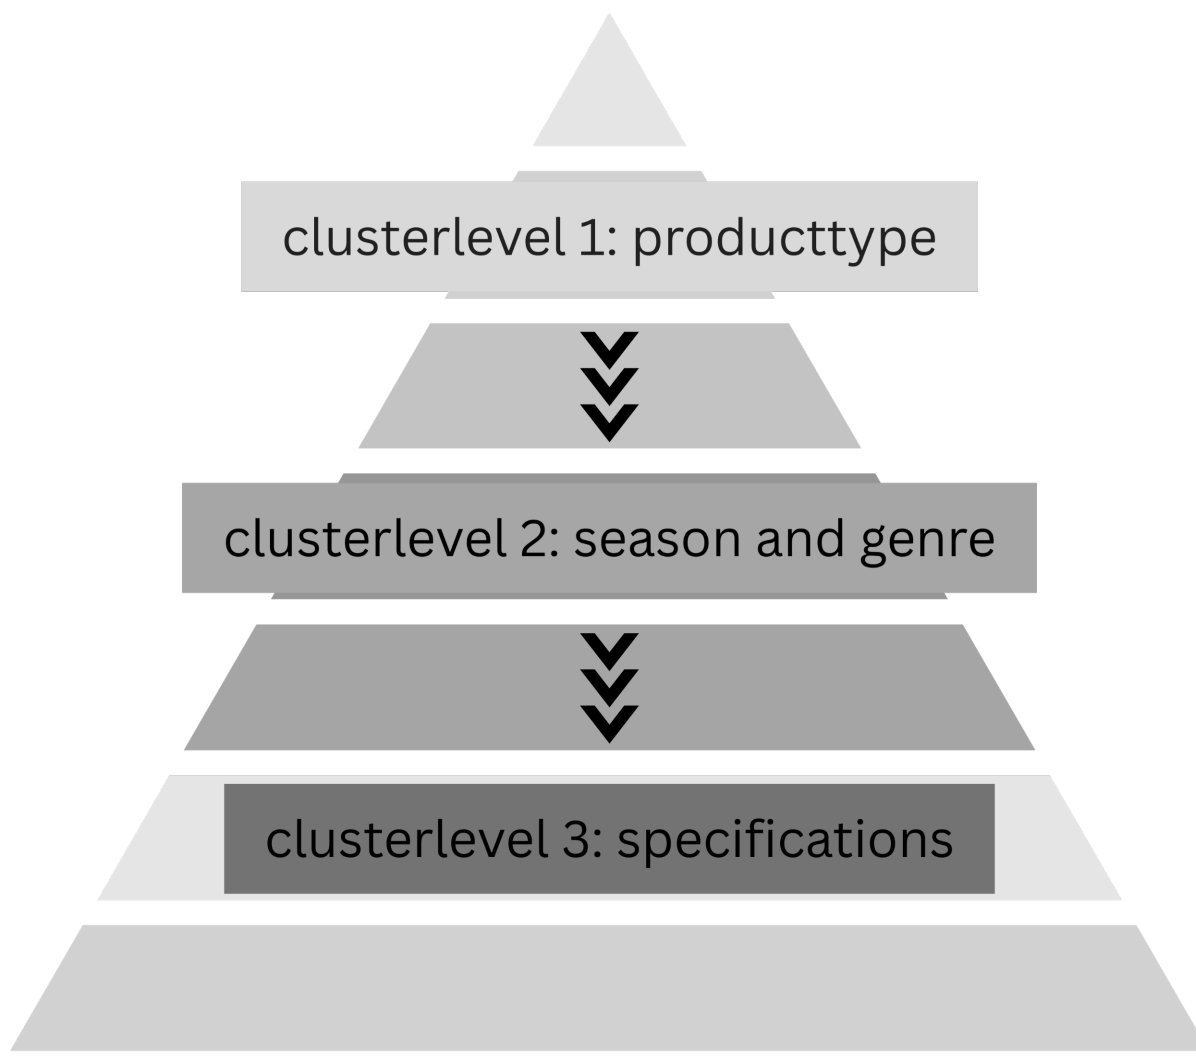 clusterlevel 1: producttype
clusterlevel 2: season and genre
clusterlevel 3: specifications